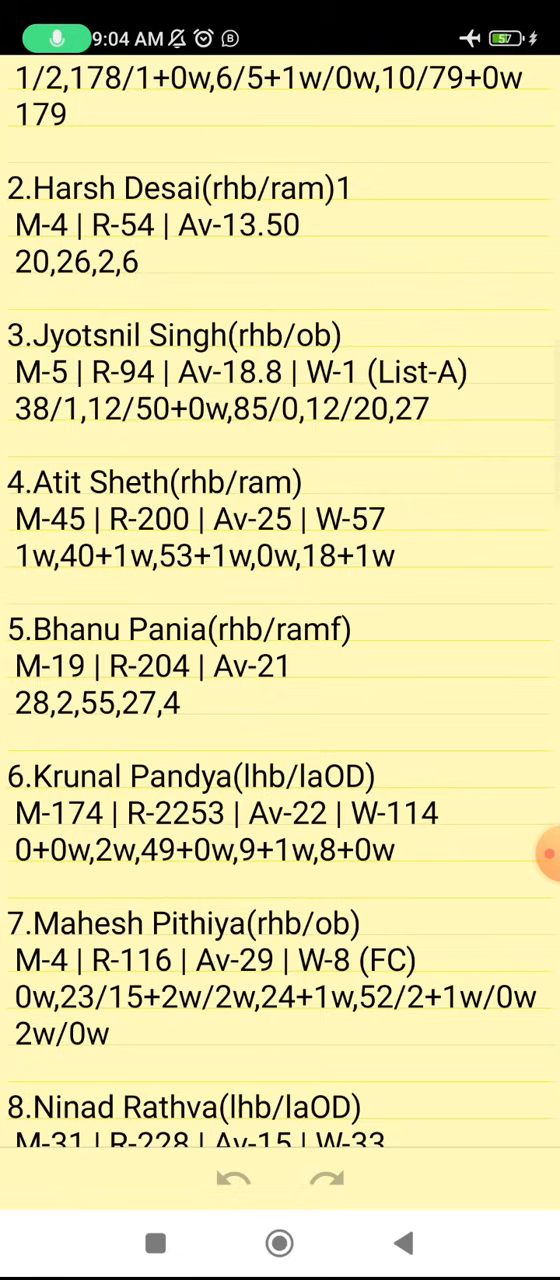 9:04 AM
57
1/2,178/1+0w,6/5+1w/0w,10/79+0w
179
2.Harsh Desai(rhb/ram)1
M-4 | R-54 | Av-13.50
20,26,2,6
3.Jyotsnil Singh(rhb/ob)
M-5 | R-94 | Av-18.8 | W-1 (List-A)
38/1,12/50+0w,85/0,12/20,27
4.Atit Sheth(rhb/ram)
M-45 | R-200 | Av-25 | W-57
1w,40+1w,53+1w,0w,18+1w
5.Bhanu Pania(rhb/ramf)
M-19 | R-204 | Av-21
28,2,55,27,4
6.Krunal Pandya(lhb/laOD)
M-174 | R-2253 | Av-22 | W-114
0+0w,2w,49+0w,9+1w,8+0w
7.Mahesh Pithiya(rhb/ob)
M-4 | R-116 | Av-29 | W-8 (FC)
0w,23/15+2w/2w,24+1w,52/2+1w/0w
2w/0w
8.Ninad Rathva(lhb/laOD)
M-31 | R-228 | Av-15 | W-33